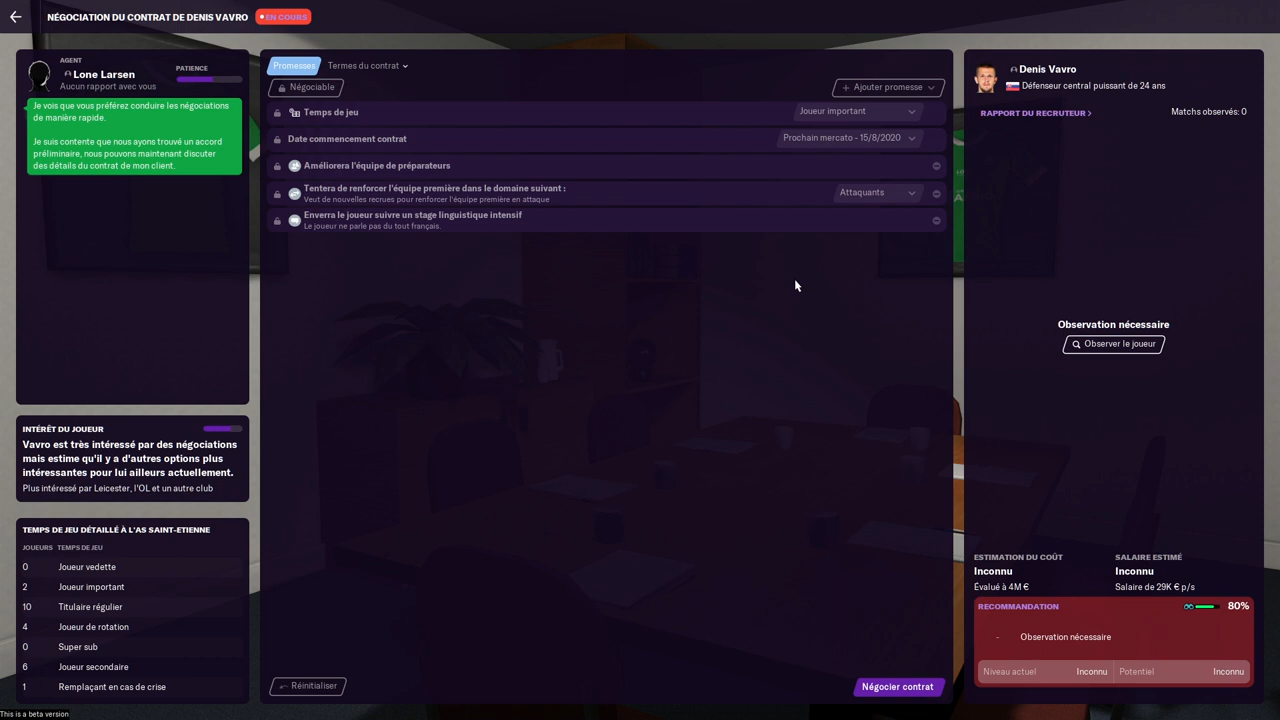 NÉGOCIATION DU CONTRAT DE DENIS VAVRO
EN COURS
AGENT
Lone Larsen
Aucun rapport avec vous
PATIENCE
Je vois que vous préférez conduire les négociations
de manière rapide.
Je suis contente que nous ayons trouvé un accord
préliminaire, nous pouvons maintenant discuter
des détails du contrat de mon client.
INTÉRÊT DU JOUEUR
Vavro est très intéressé par des négociations
mais estime qu'il y a d'autres options plus
intéressantes pour lui ailleurs actuellement.
Plus intéressé par Leicester, l'OL et un autre club
TEMPS DE JEU DÉTAILLÉ À L'AS SAINT-ETIENNE
JOUEURS TEMPS DE JEU
0 Joueur vedette
2 Joueur important
10 Titulaire régulier
4 Joueur de rotation
0 Super sub
6 Joueur secondaire
1 Remplaçant en cas de crise
Promesses Termes du contrat
Négociable
Ajouter promesse
Temps de jeu Joueur important
Date commencement contrat Prochain mercato - 15/8/2020
Améliorera l'équipe de préparateurs
Tentera de renforcer l'équipe première dans le domaine suivant : Attaquants
Veut de nouvelles recrues pour renforcer l'équipe première en attaque
Enverra le joueur suivre un stage linguistique intensif
Le joueur ne parle pas du tout français.
Réinitialiser
Négocier contrat
Denis Vavro
Défenseur central puissant de 24 ans
RAPPORT DU RECRUTEUR > Matchs observés: 0
Observation nécessaire
Observer le joueur
ESTIMATION DU COÛT SALAIRE ESTIMÉ
Inconnu Inconnu
Évalué à 4M € Salaire de 29K € p/s
RECOMMANDATION 80%
- Observation nécessaire
Niveau actuel Inconnu Potentiel Inconnu
This is a beta version